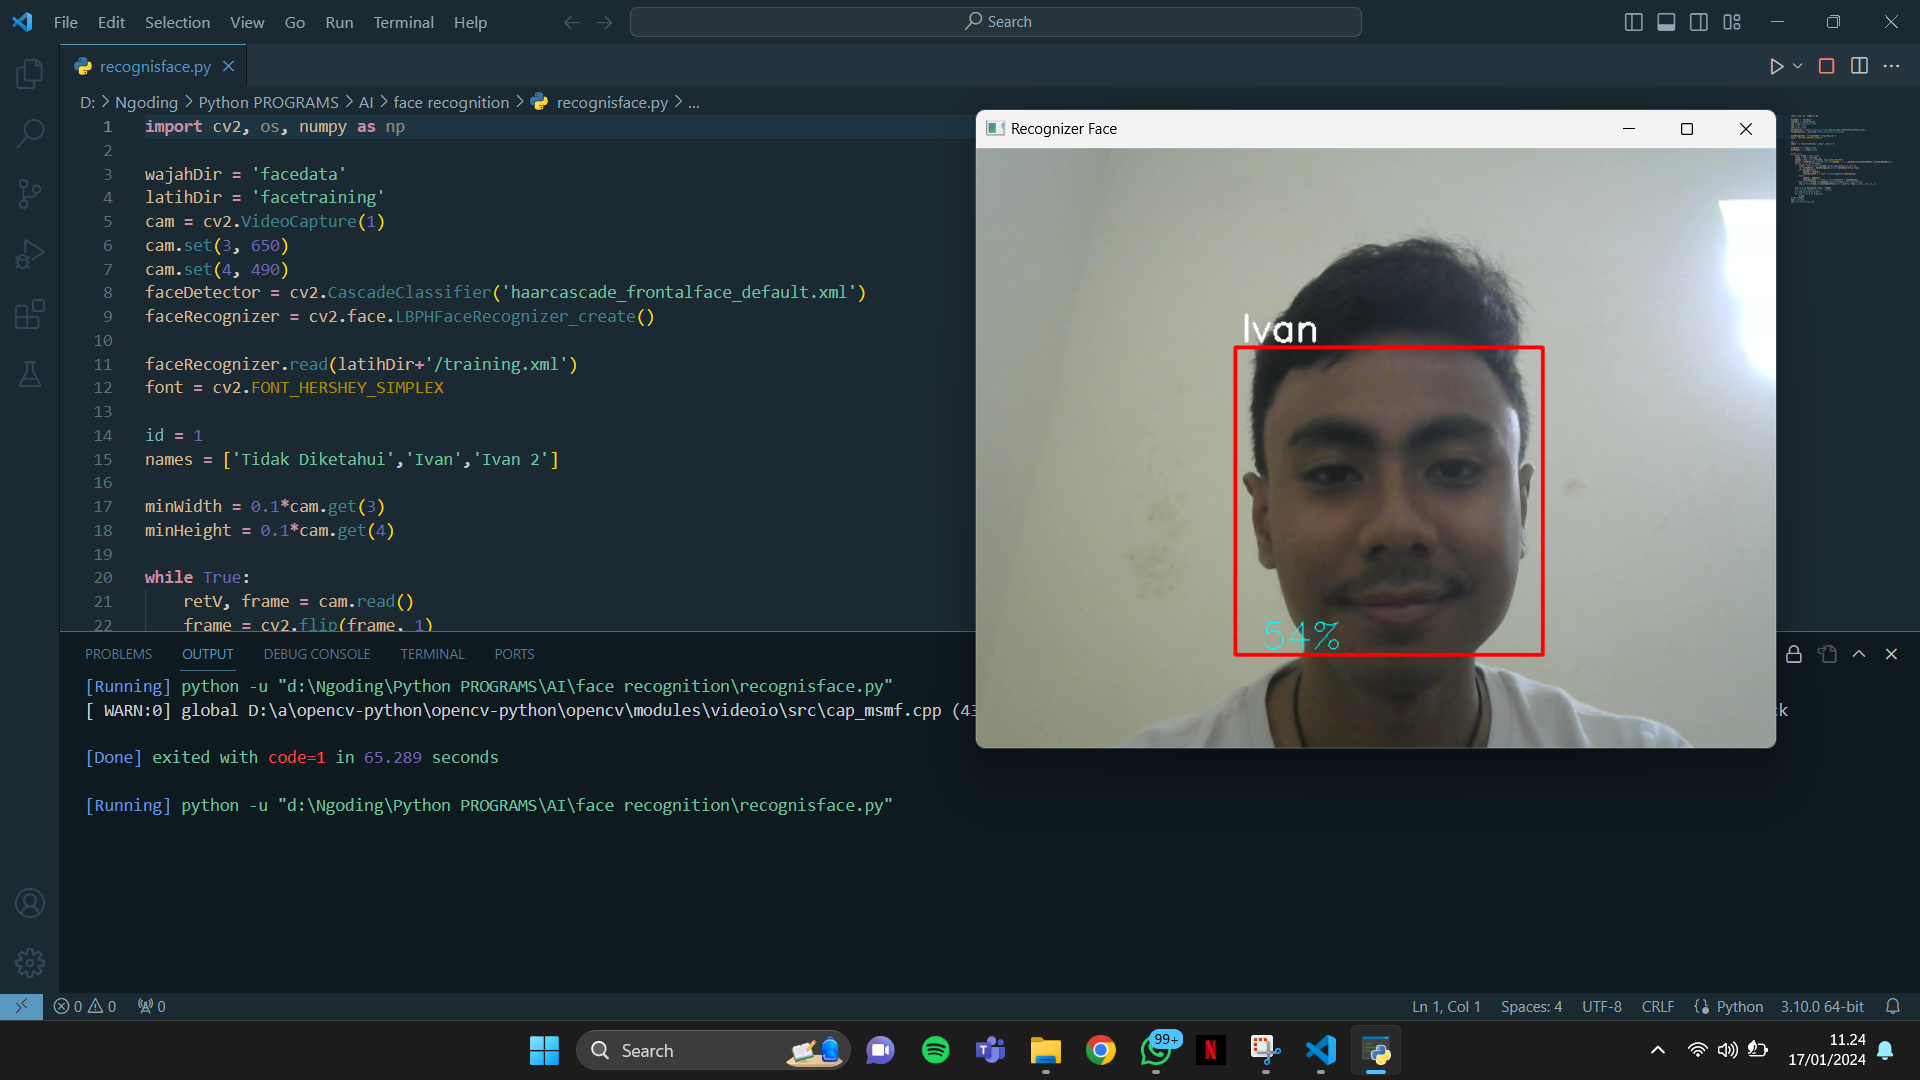 File Edit Selection View Go Run Terminal Help
Search
recognisface.py
D: > Ngoding > Python PROGRAMS > AI > face recognition > recognisface.py > ...
1 import cv2, os, numpy as np
2
3 wajahDir = 'facedata'
4 latihDir = 'facetraining'
5 cam = cv2.VideoCapture(1)
6 cam.set(3, 650)
7 cam.set(4, 490)
8 faceDetector = cv2.CascadeClassifier('haarcascade_frontalface_default.xml')
9 faceRecognizer = cv2.face.LBPHFaceRecognizer_create()
10
11 faceRecognizer.read(latihDir+'/training.xml')
12 font = cv2.FONT_HERSHEY_SIMPLEX
13
14 id = 1
15 names = ['Tidak Diketahui','Ivan','Ivan 2']
16
17 minWidth = 0.1*cam.get(3)
18 minHeight = 0.1*cam.get(4)
19
20 while True:
21 retV, frame = cam.read()
22 frame = cv2.flip(frame, 1)
Recognizer Face
Ivan
54%
PROBLEMS OUTPUT DEBUG CONSOLE TERMINAL PORTS
[Running] python -u "d:\Ngoding\Python PROGRAMS\AI\face recognition\recognisface.py"
[ WARN:0] global D:\a\opencv-python\opencv-python\opencv\modules\videoio\src\cap_msmf.cpp
[Done] exited with code=1 in 65.289 seconds
[Running] python -u "d:\Ngoding\Python PROGRAMS\AI\face recognition\recognisface.py"
0 0 0
Ln 1, Col 1 Spaces: 4 UTF-8 CRLF Python 3.10.0 64-bit
Search
99+
11.24
17/01/2024